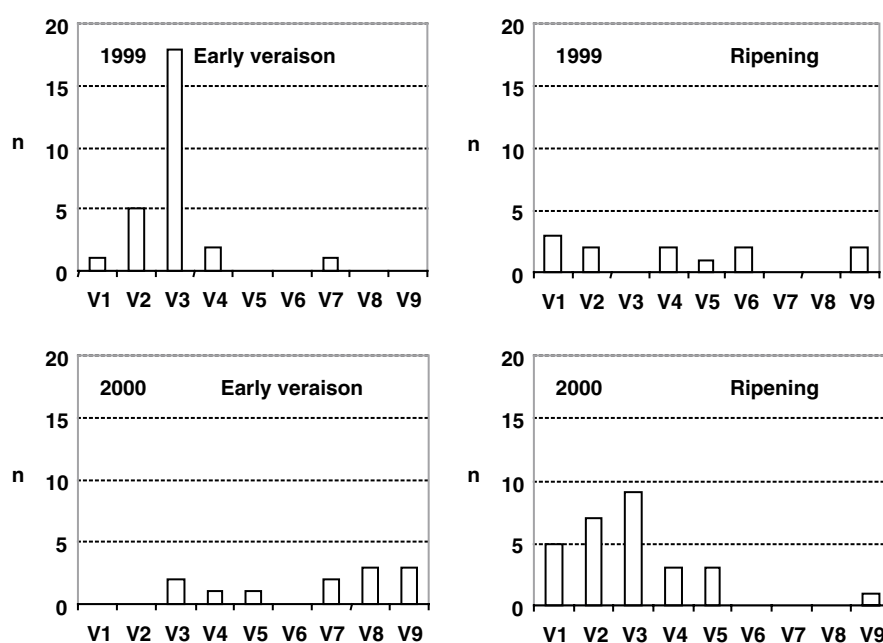 20
1999 Early veraison
15
n
10
5
0
V1 V2 V3 V4 V5 V6 V7 V8 V9
20
1999 Ripening
15
n
10
5
0
V1 V2 V3 V4 V5 V6 V7 V8 V9
20
2000 Early veraison
15
n
10
5
0
V1 V2 V3 V4 V5 V6 V7 V8 V9
20
2000 Ripening
15
n
10
5
0
V1 V2 V3 V4 V5 V6 V7 V8 V9